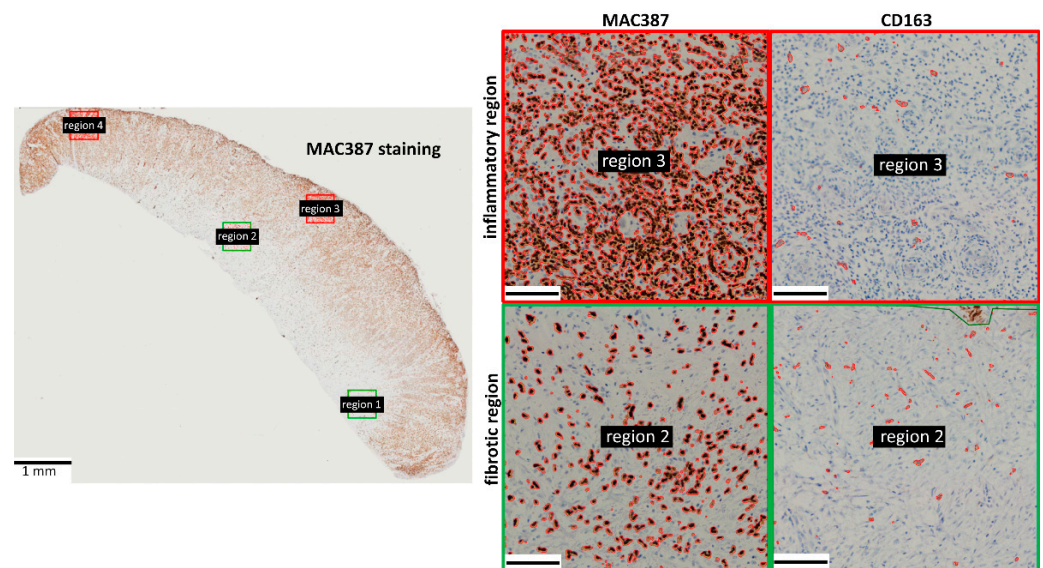 MAC387
CD163
region 4
MAC387 staining
region 3
region 2
region 1
1 mm
inflammatory region
region 3
region 3
fibrotic region
region 2
region 2